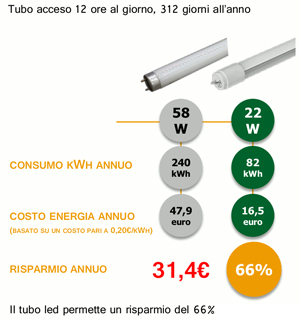 Tubo acceso 12 ore al giorno, 312 giorni all'anno
58 W
22 W
CONSUMO KWh ANNUO
240 kWh
82 kWh
COSTO ENERGIA ANNUO
(BASATO SU UN COSTO PARI A 0,20€/KWH)
47,9 euro
16,5 euro
RISPARMIO ANNUO
31,4€
66%
Il tubo led permette un risparmio del 66%